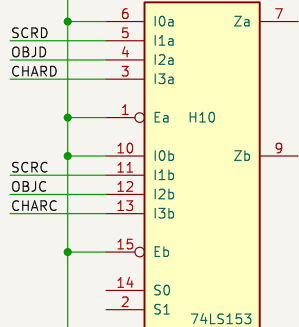 6 I0a Za 7
SCRD 5 I1a
OBJD 4 I2a
CHARD 3 I3a
1 Ea H10
10 I0b Zb 9
SCRC 11 I1b
OBJC 12 I2b
CHARC 13 I3b
15 Eb
14 S0
2 S1
74LS153